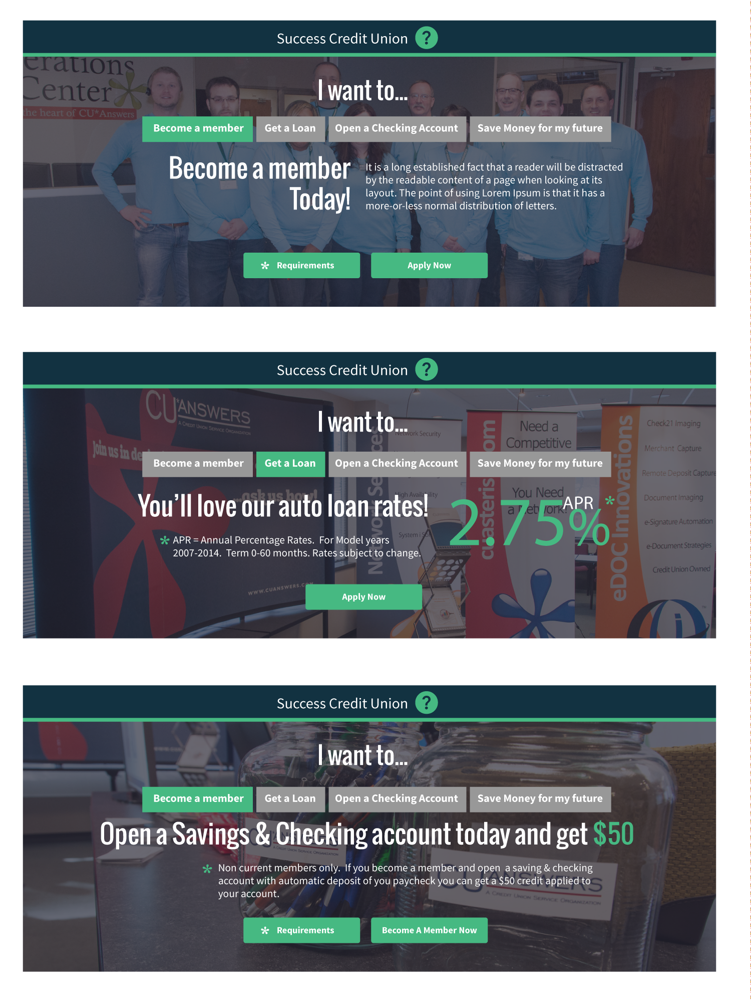 Success Credit Union ?
erations
Center
the heart of CU*Answers
I want to...
Become a member Get a Loan Open a Checking Account Save Money for my future
Become a member
Today!
It is a long established fact that a reader will be distracted
by the readable content of a page when looking at its
layout. The point of using Lorem Ipsum is that it has a
more-or-less normal distribution of letters.
* Requirements Apply Now
Success Credit Union ?
CU*ANSWERS
A CREDIT UNION SERVICE ORGANIZATION
I want to...
Join us in
Network Security
Need a
Competitive
Check21 Imaging
Merchant Capture
Become a member Get a Loan Open a Checking Account Save Money for my future
Remote Deposit Capture
...ask us how!
High Availability
You Need
a Network?
Document Imaging
You'll love our auto loan rates!
2.75% APR *
e-Signature Automation
System i
* APR = Annual Percentage Rates.  For Model years
2007-2014.  Term 0-60 months. Rates subject to change.
e-Document Strategies
Credit Union Owned
eDOC Innovations
WWW.CUANSWERS.COM
Apply Now
TM
Success Credit Union ?
I want to...
Become a member Get a Loan Open a Checking Account Save Money for my future
Open a Savings & Checking account today and get $50
A CREDIT UNION SERVICE ORGANIZATION
* Non current members only.  If you become a member and open  a saving & checking
account with automatic deposit of you paycheck you can get a $50 credit applied to
your account.
CU*ANSWERS
A CREDIT UNION SERVICE ORGANIZATION
* Requirements Become A Member Now